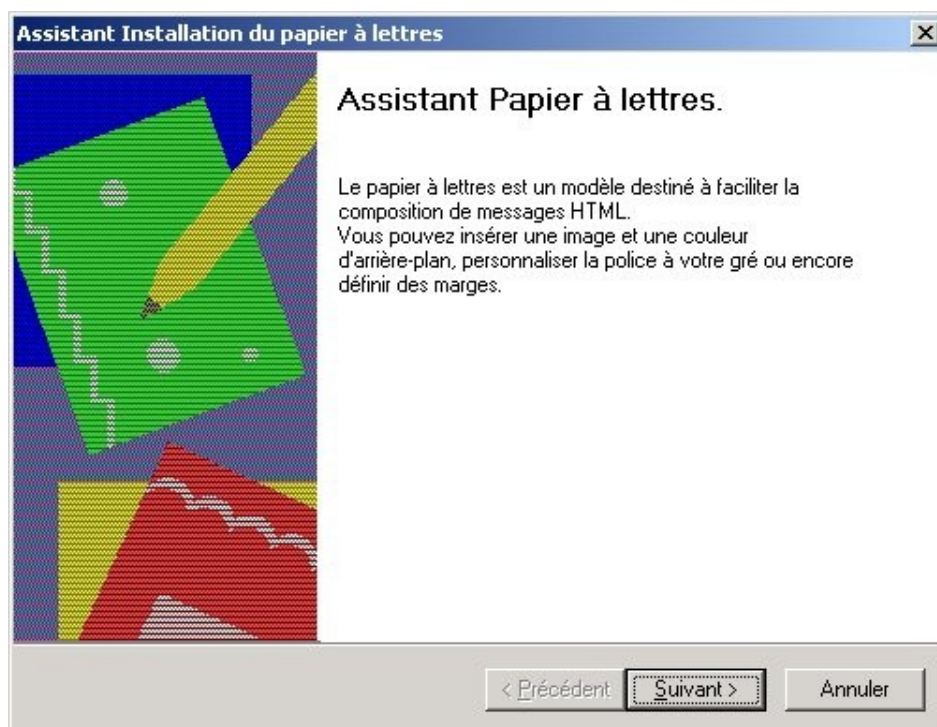 Assistant Installation du papier à lettres
Assistant Papier à lettres.
Le papier à lettres est un modèle destiné à faciliter la
composition de messages HTML.
Vous pouvez insérer une image et une couleur
d'arrière-plan, personnaliser la police à votre gré ou encore
définir des marges.
< Précédent Suivant > Annuler